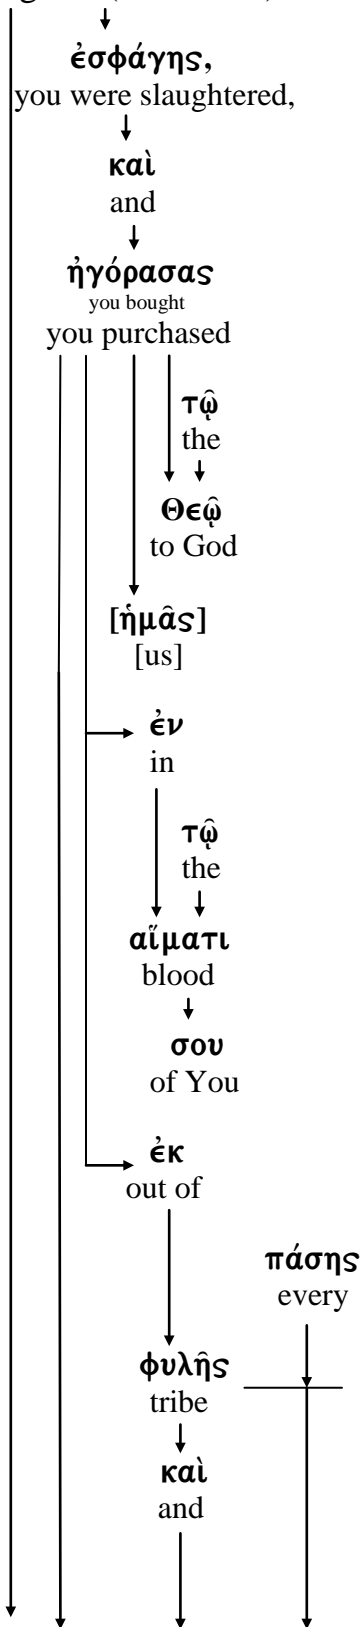 ἐσφάγης,
you were slaughtered,
καὶ
and
ἠγόρασας
you bought
you purchased
τῷ
the
Θεῷ
to God
[ἡμᾶς]
[us]
ἐν
in
τῷ
the
αἵματι
blood
σου
of You
ἐκ
out of
πάσης
every
φυλῆς
tribe
καὶ
and